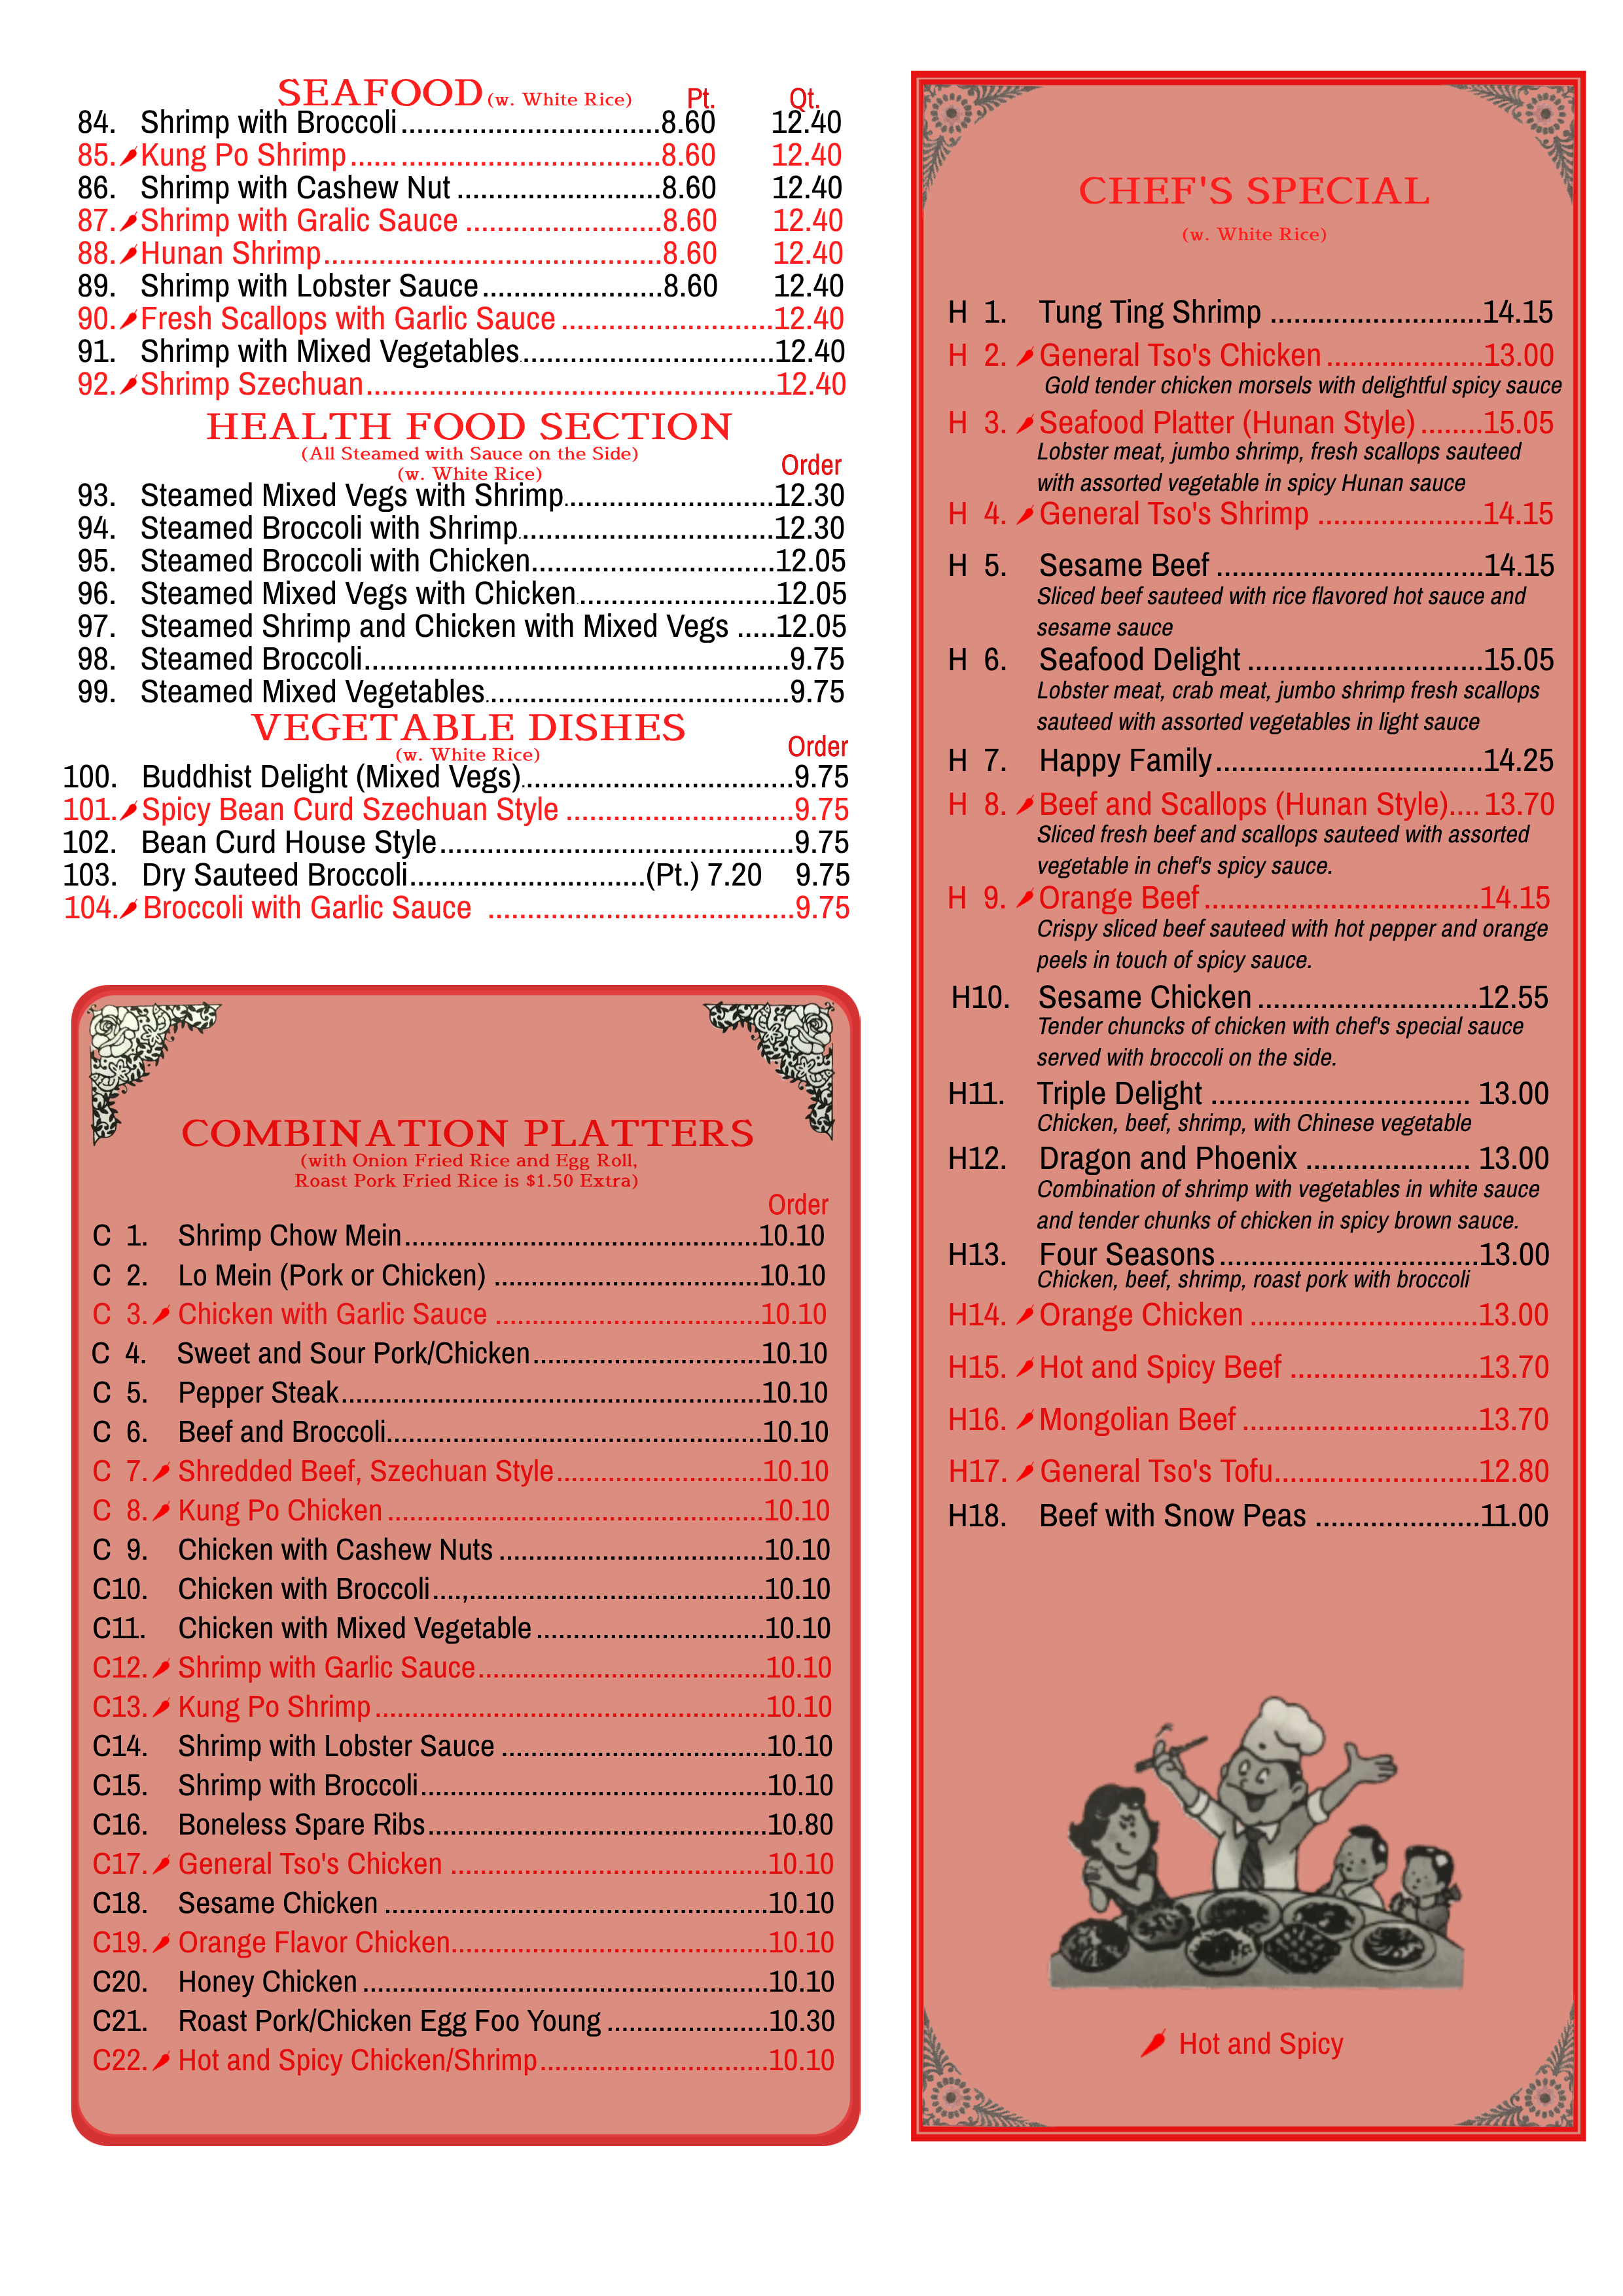 SEAFOOD (w. White Rice) Pt. Qt.
84. Shrimp with Broccoli .................................8.60 12.40
85. Kung Po Shrimp ...... .................................8.60 12.40
86. Shrimp with Cashew Nut ..........................8.60 12.40
87. Shrimp with Gralic Sauce .........................8.60 12.40
88. Hunan Shrimp...........................................8.60 12.40
89. Shrimp with Lobster Sauce.......................8.60 12.40
90. Fresh Scallops with Garlic Sauce ...........................12.40
91. Shrimp with Mixed Vegetables................................12.40
92. Shrimp Szechuan....................................................12.40
HEALTH FOOD SECTION
(All Steamed with Sauce on the Side)
(w. White Rice) Order
93. Steamed Mixed Vegs with Shrimp...........................12.30
94. Steamed Broccoli with Shrimp.................................12.30
95. Steamed Broccoli with Chicken...............................12.05
96. Steamed Mixed Vegs with Chicken.........................12.05
97. Steamed Shrimp and Chicken with Mixed Vegs .....12.05
98. Steamed Broccoli......................................................9.75
99. Steamed Mixed Vegetables.......................................9.75
VEGETABLE DISHES
(w. White Rice) Order
100. Buddhist Delight (Mixed Vegs)...................................9.75
101. Spicy Bean Curd Szechuan Style .............................9.75
102. Bean Curd House Style.............................................9.75
103. Dry Sauteed Broccoli..............................(Pt.) 7.20 9.75
104. Broccoli with Garlic Sauce .......................................9.75
COMBINATION PLATTERS
(with Onion Fried Rice and Egg Roll,
Roast Pork Fried Rice is $1.50 Extra)
Order
C 1. Shrimp Chow Mein................................................10.10
C 2. Lo Mein (Pork or Chicken) ....................................10.10
C 3. Chicken with Garlic Sauce ....................................10.10
C 4. Sweet and Sour Pork/Chicken...............................10.10
C 5. Pepper Steak.........................................................10.10
C 6. Beef and Broccoli...................................................10.10
C 7. Shredded Beef, Szechuan Style............................10.10
C 8. Kung Po Chicken ...................................................10.10
C 9. Chicken with Cashew Nuts ....................................10.10
C10. Chicken with Broccoli....,........................................10.10
C11. Chicken with Mixed Vegetable ...............................10.10
C12. Shrimp with Garlic Sauce.......................................10.10
C13. Kung Po Shrimp .....................................................10.10
C14. Shrimp with Lobster Sauce ....................................10.10
C15. Shrimp with Broccoli...............................................10.10
C16. Boneless Spare Ribs..............................................10.80
C17. General Tso's Chicken ...........................................10.10
C18. Sesame Chicken ....................................................10.10
C19. Orange Flavor Chicken...........................................10.10
C20. Honey Chicken .......................................................10.10
C21. Roast Pork/Chicken Egg Foo Young ......................10.30
C22. Hot and Spicy Chicken/Shrimp...............................10.10
CHEF'S SPECIAL
(w. White Rice)
H 1. Tung Ting Shrimp ...........................14.15
H 2. General Tso's Chicken ....................13.00
Gold tender chicken morsels with delightful spicy sauce
H 3. Seafood Platter (Hunan Style) ........15.05
Lobster meat, jumbo shrimp, fresh scallops sauteed
with assorted vegetable in spicy Hunan sauce
H 4. General Tso's Shrimp .....................14.15
H 5. Sesame Beef ..................................14.15
Sliced beef sauteed with rice flavored hot sauce and
sesame sauce
H 6. Seafood Delight ..............................15.05
Lobster meat, crab meat, jumbo shrimp fresh scallops
sauteed with assorted vegetables in light sauce
H 7. Happy Family..................................14.25
H 8. Beef and Scallops (Hunan Style).... 13.70
Sliced fresh beef and scallops sauteed with assorted
vegetable in chef's spicy sauce.
H 9. Orange Beef ...................................14.15
Crispy sliced beef sauteed with hot pepper and orange
peels in touch of spicy sauce.
H10. Sesame Chicken ............................12.55
Tender chuncks of chicken with chef's special sauce
served with broccoli on the side.
H11. Triple Delight ................................. 13.00
Chicken, beef, shrimp, with Chinese vegetable
H12. Dragon and Phoenix ..................... 13.00
Combination of shrimp with vegetables in white sauce
and tender chunks of chicken in spicy brown sauce.
H13. Four Seasons.................................13.00
Chicken, beef, shrimp, roast pork with broccoli
H14. Orange Chicken .............................13.00
H15. Hot and Spicy Beef ........................13.70
H16. Mongolian Beef ..............................13.70
H17. General Tso's Tofu..........................12.80
H18. Beef with Snow Peas .....................11.00
Hot and Spicy